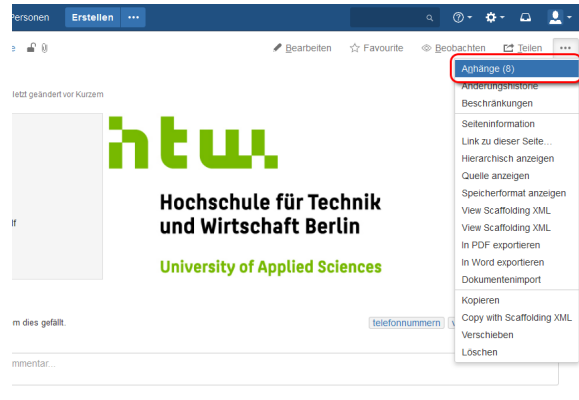 Personen Erstellen •••
Bearbeiten Favourite Beobachten Teilen •••
Anhänge (8)
letzt geändert vor Kurzem
Änderungshistorie
Beschränkungen
Seiteninformation
Link zu dieser Seite...
Hierarchisch anzeigen
Quelle anzeigen
Speicherformat anzeigen
View Scaffolding XML
View Scaffolding XML
In PDF exportieren
In Word exportieren
Dokumentenimport
Kopieren
Copy with Scaffolding XML
Verschieben
Löschen
htw
Hochschule für Technik
und Wirtschaft Berlin
University of Applied Sciences
m dies gefällt.
telefonnummern
mmentar...